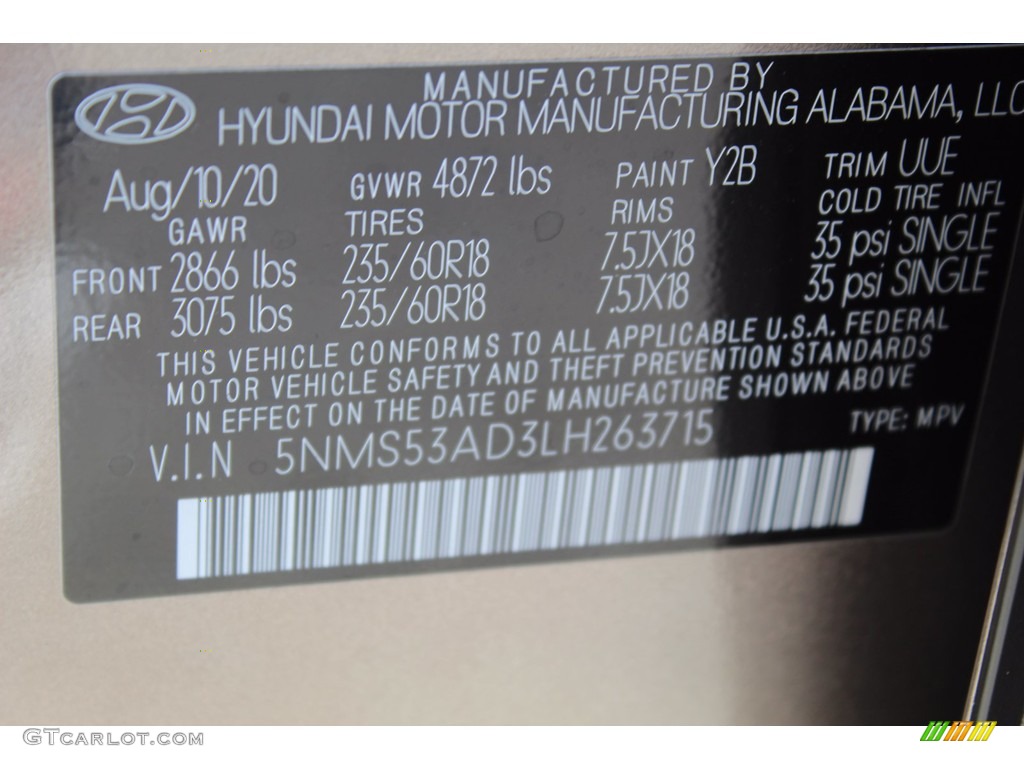 MANUFACTURED BY
HYUNDAI MOTOR MANUFACTURING ALABAMA, LLC
Aug/10/20 GVWR 4872 lbs PAINT Y2B TRIM UUE
GAWR TIRES RIMS COLD TIRE INFL
FRONT 2866 lbs 235/60R18 7.5JX18 35 psi SINGLE
REAR 3075 lbs 235/60R18 7.5JX18 35 psi SINGLE
THIS VEHICLE CONFORMS TO ALL APPLICABLE U.S.A. FEDERAL
MOTOR VEHICLE SAFETY AND THEFT PREVENTION STANDARDS
IN EFFECT ON THE DATE OF MANUFACTURE SHOWN ABOVE
V.I.N 5NMS53AD3LH263715 TYPE: MPV
GTCarlot.com